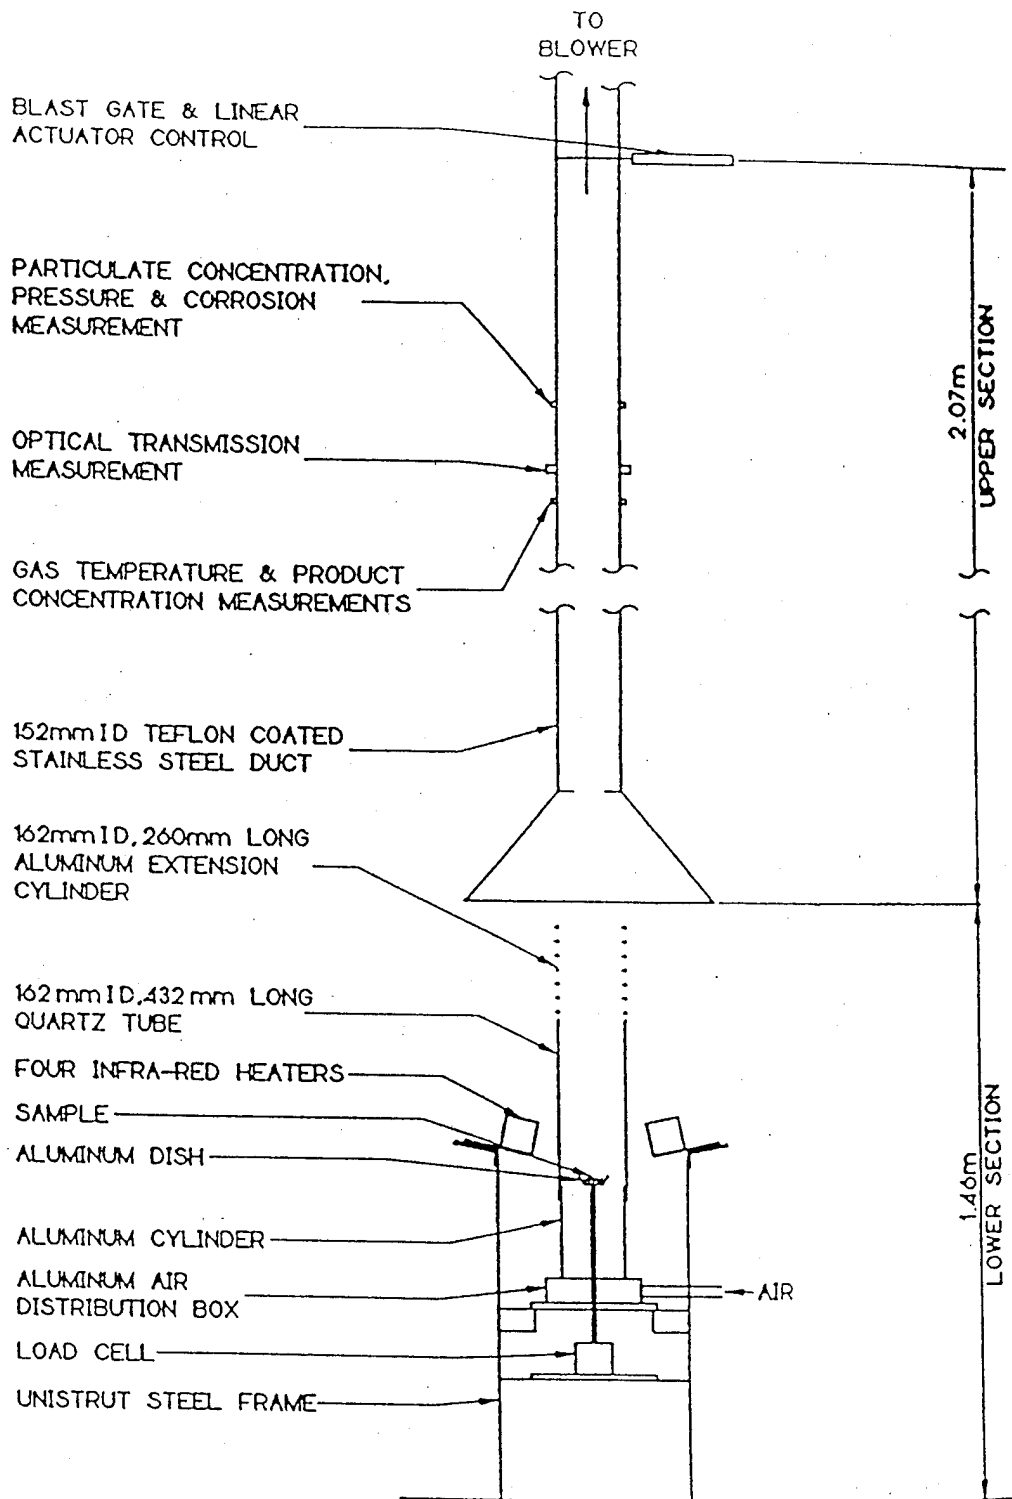 TO
BLOWER
BLAST GATE & LINEAR
ACTUATOR CONTROL
PARTICULATE CONCENTRATION,
PRESSURE & CORROSION
MEASUREMENT
OPTICAL TRANSMISSION
MEASUREMENT
GAS TEMPERATURE & PRODUCT
CONCENTRATION MEASUREMENTS
152mm ID TEFLON COATED
STAINLESS STEEL DUCT
162mm ID, 260mm LONG
ALUMINUM EXTENSION
CYLINDER
162mm ID, 432mm LONG
QUARTZ TUBE
FOUR INFRA-RED HEATERS
SAMPLE
ALUMINUM DISH
ALUMINUM CYLINDER
ALUMINUM AIR
DISTRIBUTION BOX
LOAD CELL
UNISTRUT STEEL FRAME
AIR
2.07m
UPPER SECTION
1.46m
LOWER SECTION